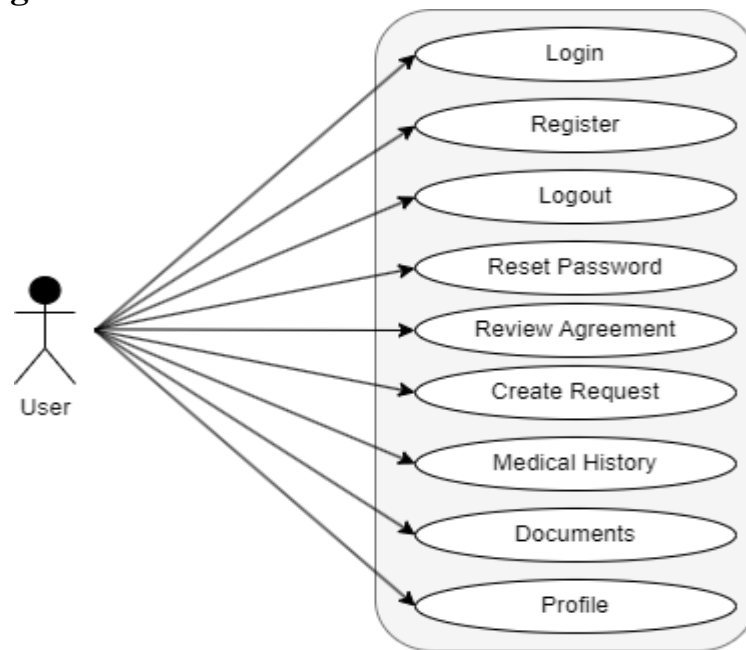 Login
Register
Logout
Reset Password
Review Agreement
Create Request
Medical History
Documents
Profile
User